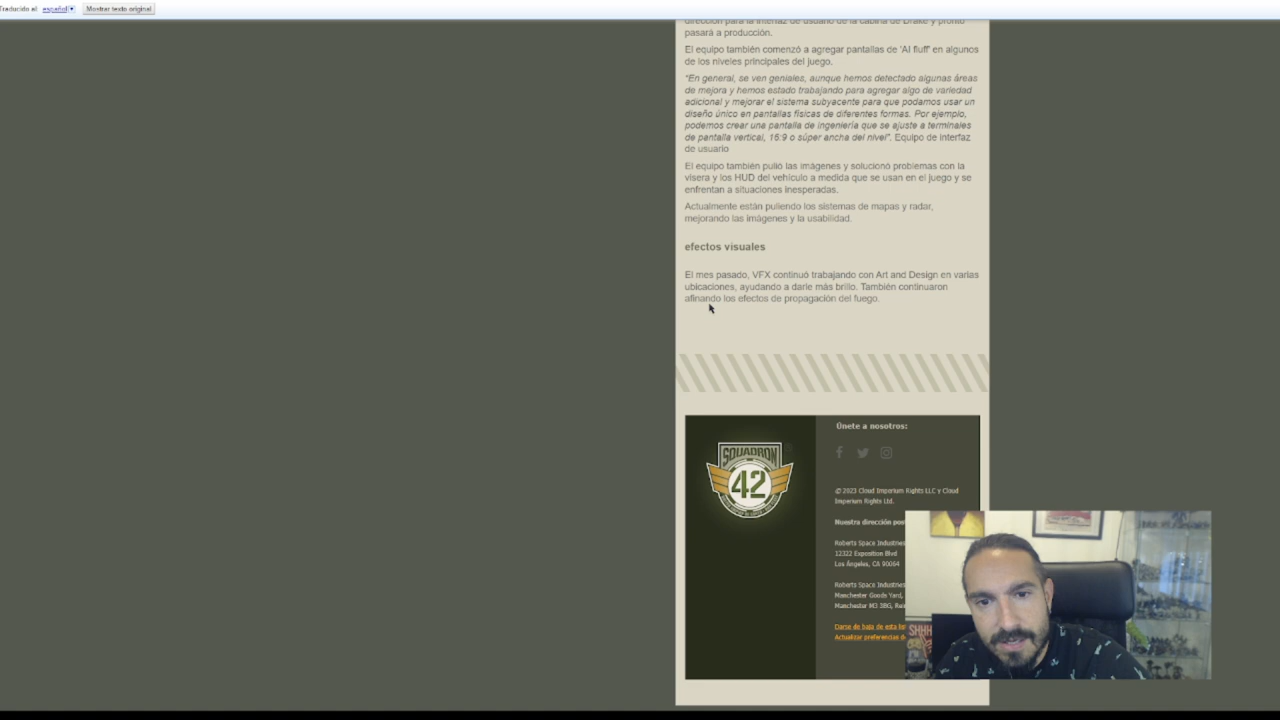 Traducido al: español Mostrar texto original
dirección para la interfaz de usuario de la cabina de Drake y pronto
pasará a producción.
El equipo también comenzó a agregar pantallas de 'AI fluff' en algunos
de los niveles principales del juego.
"En general, se ven geniales, aunque hemos detectado algunas áreas
de mejora y hemos estado trabajando para agregar algo de variedad
adicional y mejorar el sistema subyacente para que podamos usar un
diseño único en pantallas físicas de diferentes formas. Por ejemplo,
podemos crear una pantalla de ingeniería que se ajuste a terminales
de pantalla vertical, 16:9 o súper ancha del nivel". Equipo de interfaz
de usuario
El equipo también pulió las imágenes y solucionó problemas con la
visera y los HUD del vehículo a medida que se usan en el juego y se
enfrentan a situaciones inesperadas.
Actualmente están puliendo los sistemas de mapas y radar,
mejorando las imágenes y la usabilidad.
efectos visuales
El mes pasado, VFX continuó trabajando con Art and Design en varias
ubicaciones, ayudando a darle más brillo. También continuaron
afinando los efectos de propagación del fuego.
SQUADRON
42
Únete a nosotros:
© 2023 Cloud Imperium Rights LLC y Cloud
Imperium Rights Ltd.
Nuestra dirección
Roberts Space Industries
12322 Exposition Blvd
Los Ángeles, CA 90064
Roberts Space Industries
Manchester Goods Yard,
Manchester M3 3BG,
Darse de baja de esta
Actualizar preferencias